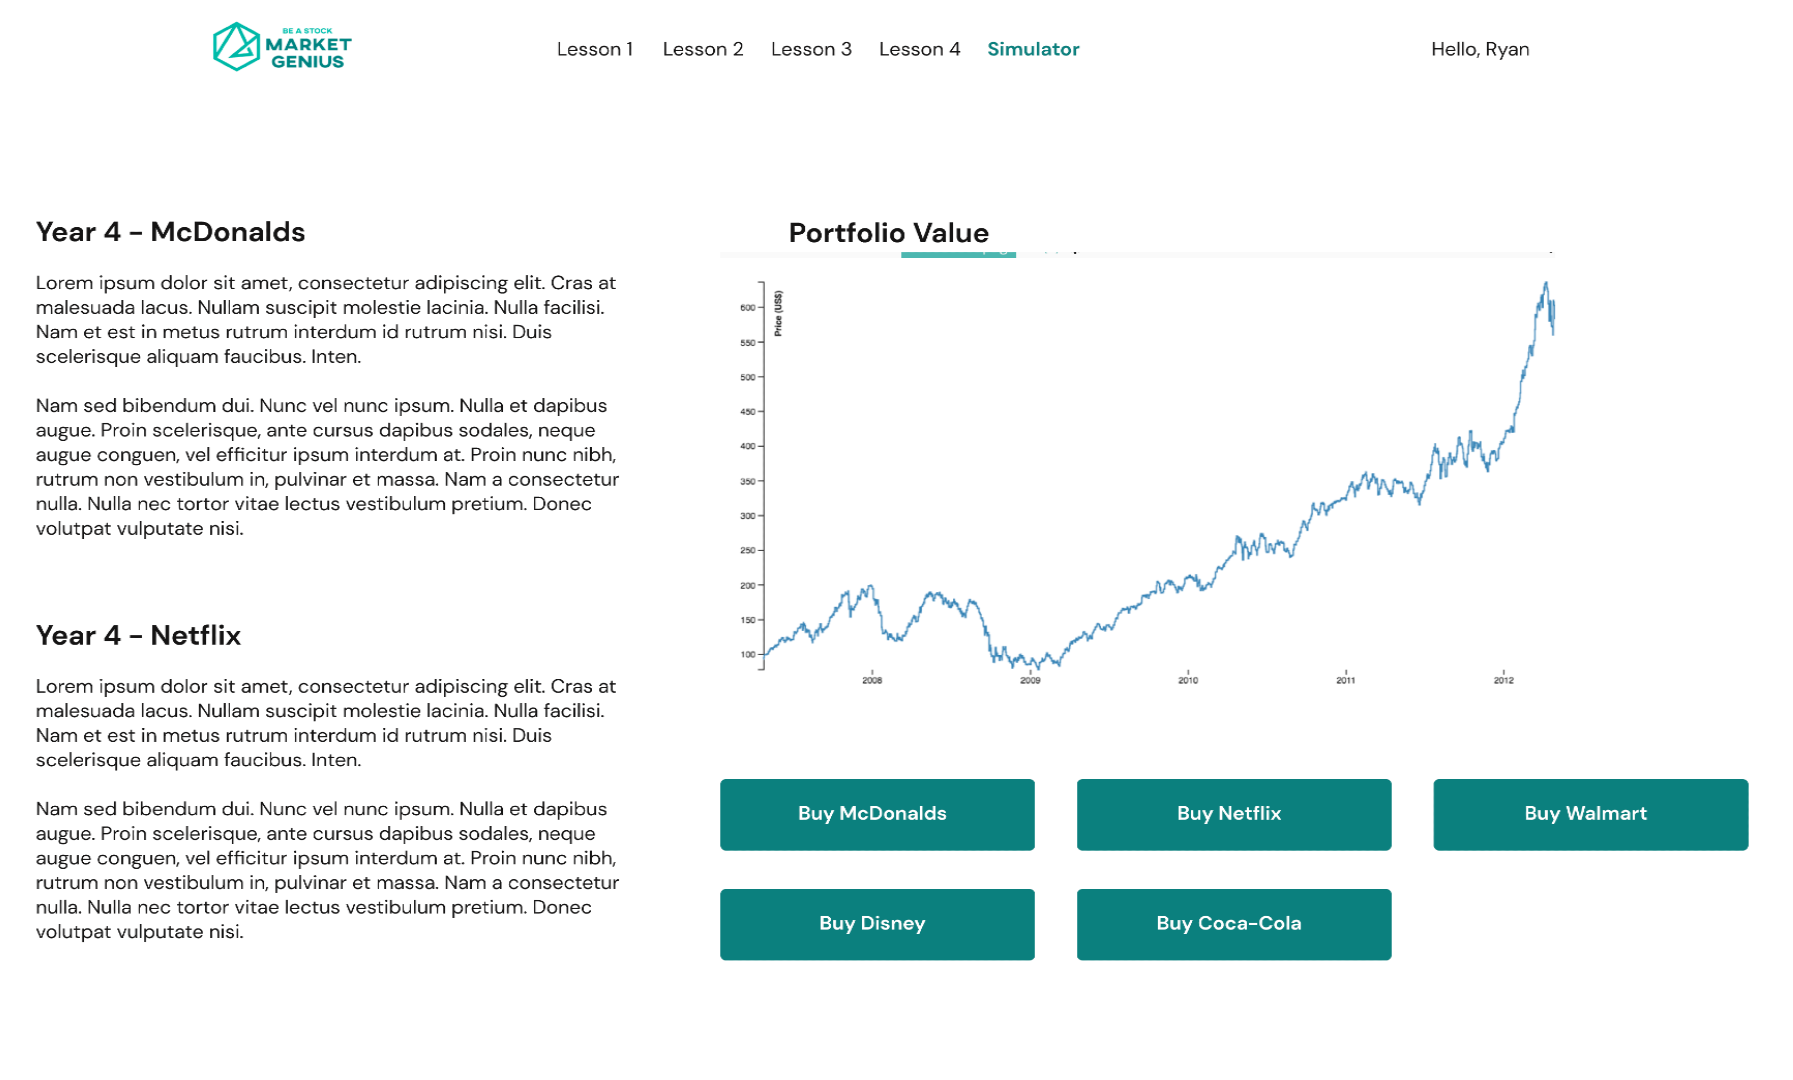 BE A STOCK
MARKET
GENIUS
Lesson 1
Lesson 2
Lesson 3
Lesson 4
Simulator
Hello, Ryan
Year 4 - McDonalds
Lorem ipsum dolor sit amet, consectetur adipiscing elit. Cras at
malesuada lacus. Nullam suscipit molestie lacinia. Nulla facilisi.
Nam et est in metus rutrum interdum id rutrum nisi. Duis
scelerisque aliquam faucibus. Inten.
Nam sed bibendum dui. Nunc vel nunc ipsum. Nulla et dapibus
augue. Proin scelerisque, ante cursus dapibus sodales, neque
augue conguen, vel efficitur ipsum interdum at. Proin nunc nibh,
rutrum non vestibulum in, pulvinar et massa. Nam a consectetur
nulla. Nulla nec tortor vitae lectus vestibulum pretium. Donec
volutpat vulputate nisi.
Year 4 - Netflix
Lorem ipsum dolor sit amet, consectetur adipiscing elit. Cras at
malesuada lacus. Nullam suscipit molestie lacinia. Nulla facilisi.
Nam et est in metus rutrum interdum id rutrum nisi. Duis
scelerisque aliquam faucibus. Inten.
Nam sed bibendum dui. Nunc vel nunc ipsum. Nulla et dapibus
augue. Proin scelerisque, ante cursus dapibus sodales, neque
augue conguen, vel efficitur ipsum interdum at. Proin nunc nibh,
rutrum non vestibulum in, pulvinar et massa. Nam a consectetur
nulla. Nulla nec tortor vitae lectus vestibulum pretium. Donec
volutpat vulputate nisi.
Portfolio Value
Price (US$)
600
550
500
450
400
350
300
250
200
150
100
2008
2009
2010
2011
2012
Buy McDonalds
Buy Netflix
Buy Walmart
Buy Disney
Buy Coca-Cola